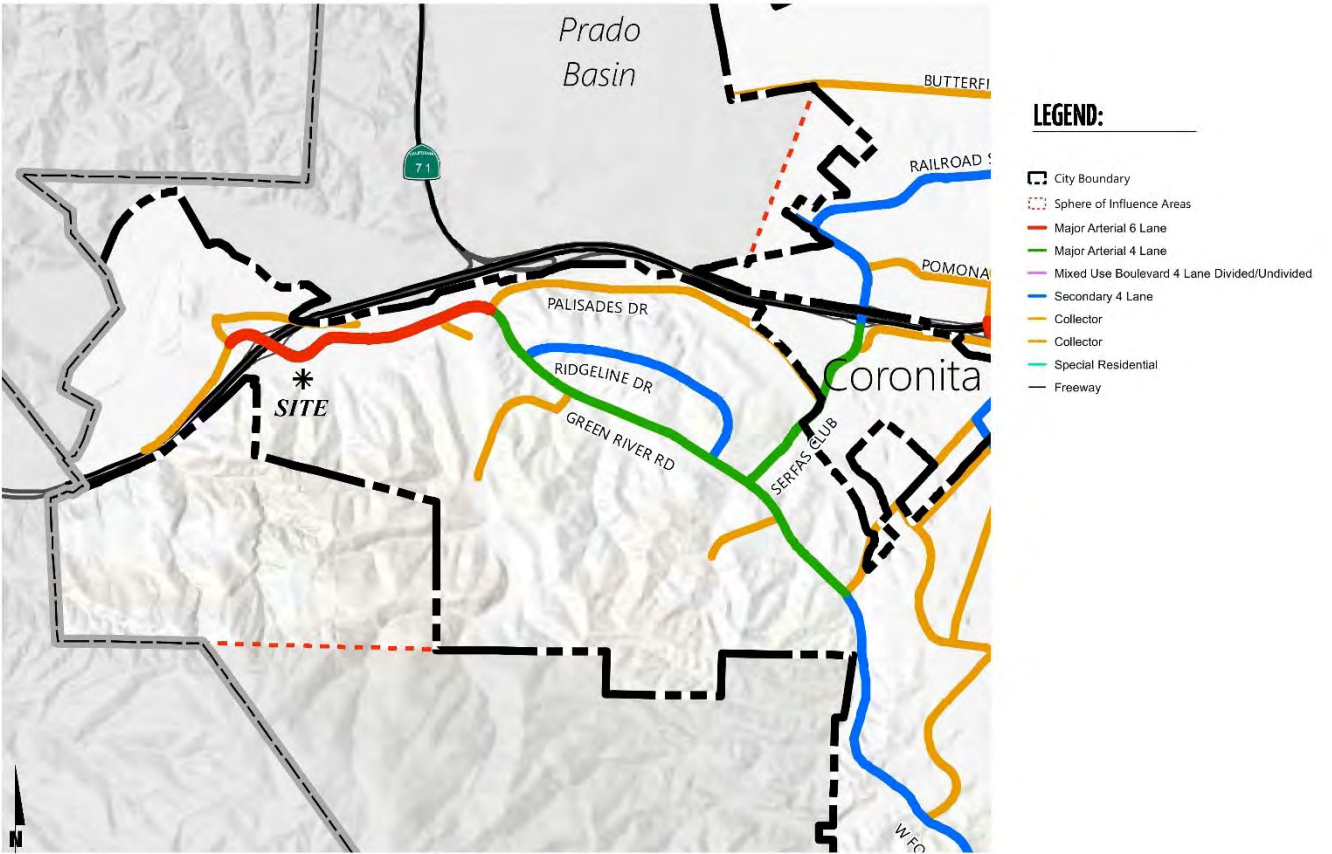 Prado
Basin
BUTTERFI
LEGEND:
CALIFORNIA
71
RAILROAD S
City Boundary
Sphere of Influence Areas
Major Arterial 6 Lane
Major Arterial 4 Lane
POMONA
Mixed Use Boulevard 4 Lane Divided/Undivided
Secondary 4 Lane
PALISADES DR
Collector
Collector
Special Residential
Freeway
RIDGELINE DR
Coronita
SITE
GREEN RIVER RD
SERFAS CLUB
W FO
N